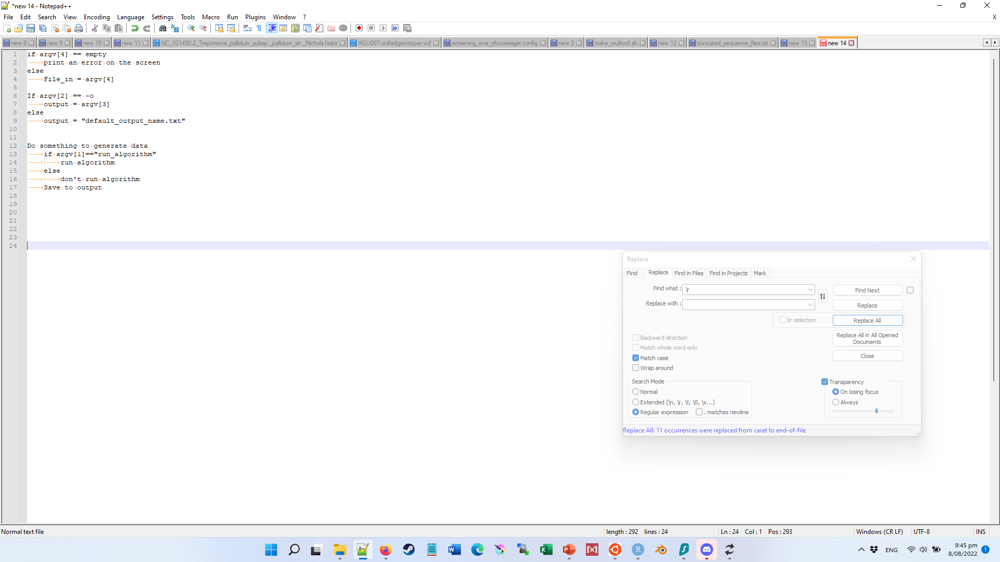 *new 14 - Notepad++
File Edit Search View Encoding Language Settings Tools Macro Run Plugins Window ? X
new 8 new 9 new 10 new 11 NC_021490.2_Treponema_pallidum_subsp._pallidum_str._Nichols.fasta AGU007.unifiedgenotyper.vcf screening_eva_nfcoreeager.config new 2 make_multivcf.sh new 12 truncated_sequence_files.txt new 13 new 14
1 if argv[4] == empty
2 print an error on the screen
3 else
4 File_in = argv[4]
5
6 If argv[2] == -o
7 output = argv[3]
8 else
9 output = "default_output_name.txt"
10
11
12 Do something to generate data
13 if argv[1]=="run_algorithm"
14 run algorithm
15 else
16 don't run algorithm
17 Save to output
18
19
20
21
22
23
24
Replace
Find Replace Find in Files Find in Projects Mark
Find what : \r Find Next
Replace with : Replace
In selection Replace All
Replace All in All Opened Documents
Backward direction
Match whole word only
Match case Close
Wrap around
Search Mode Transparency
Normal On losing focus
Extended (\n, \r, \t, \0, \x...) Always
Regular expression . matches newline
Replace All: 11 occurrences were replaced from caret to end-of-file
Normal text file length : 292 lines : 24 Ln : 24 Col : 1 Pos : 293 Windows (CR LF) UTF-8 INS
ENG 9:45 pm 1
8/08/2022